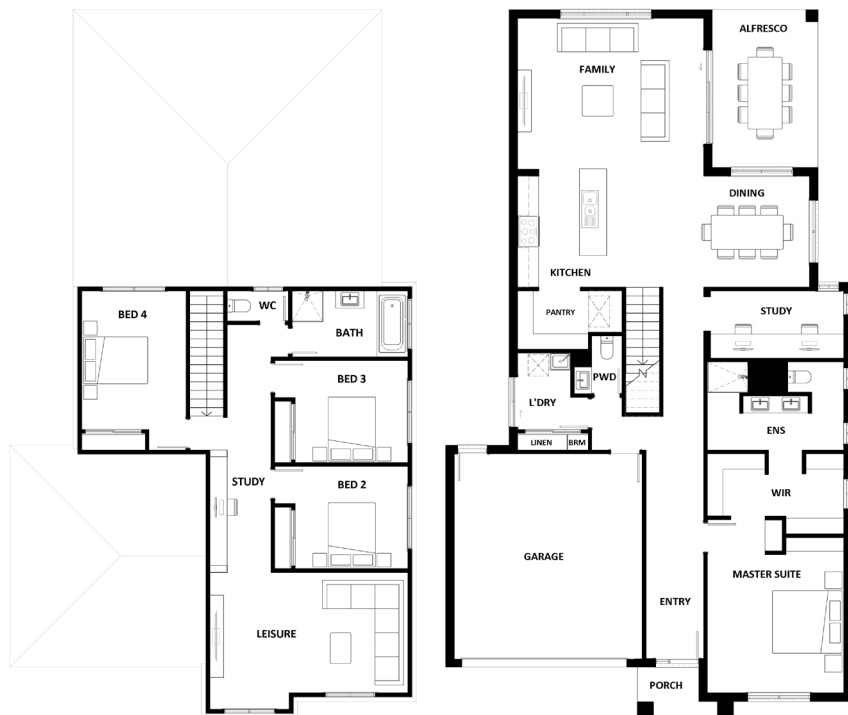 BED 4
WC
BATH
BED 3
STUDY
BED 2
LEISURE
ALFRESCO
FAMILY
DINING
KITCHEN
PANTRY
STUDY
PWD
L'DRY
LINEN
BRM
ENS
WIR
GARAGE
MASTER SUITE
ENTRY
PORCH